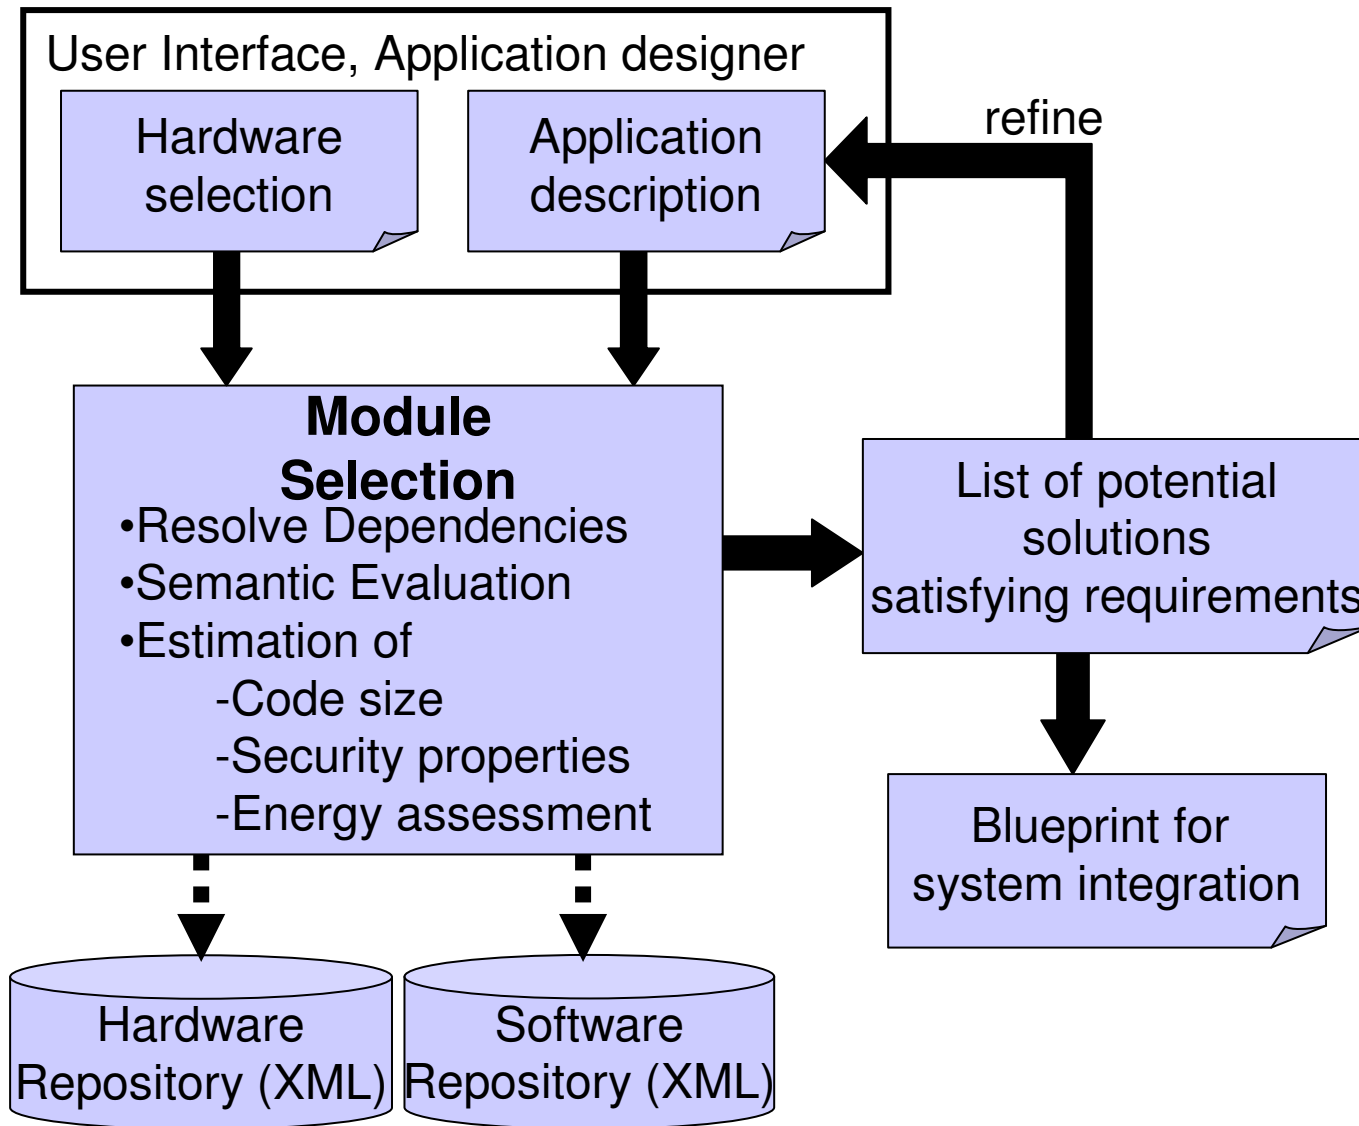 User Interface, Application designer
Hardware
selection
Application
description
refine
Module
Selection
•Resolve Dependencies
•Semantic Evaluation
•Estimation of
-Code size
-Security properties
-Energy assessment
List of potential
solutions
satisfying requirements
Blueprint for
system integration
Hardware
Repository (XML)
Software
Repository (XML)